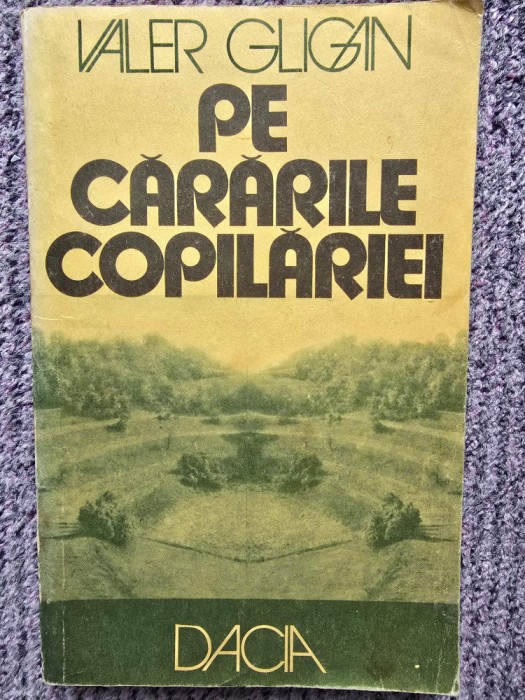 VALER GLIGAN
PE
CĂRĂRILE
COPILĂRIEI
DACIA